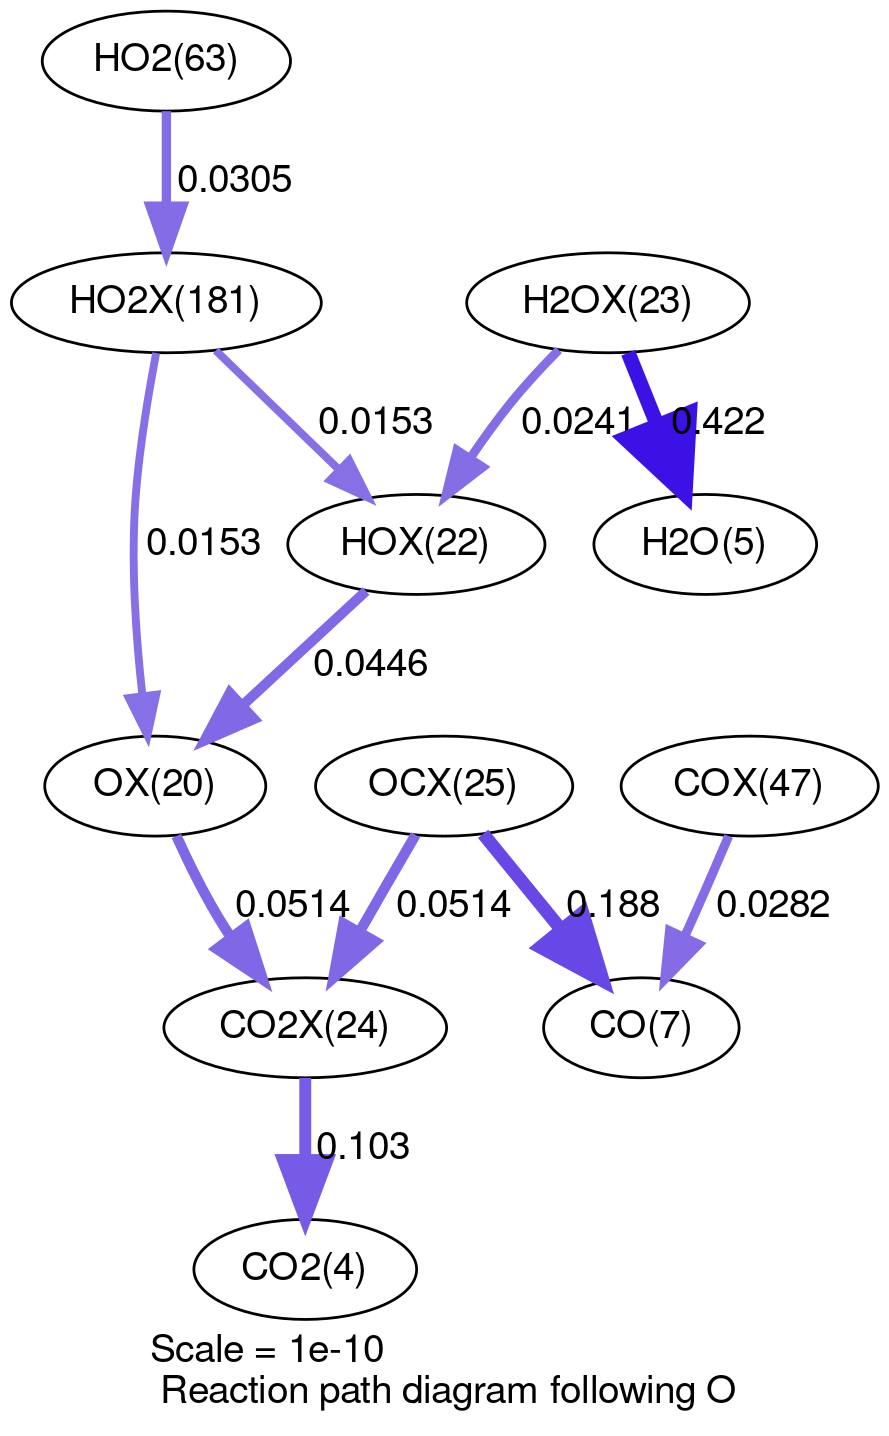 HO2(63)
0.0305
HO2X(181)
H2OX(23)
0.0153
0.0241
0.422
0.0153
HOX(22)
H2O(5)
0.0446
OX(20)
OCX(25)
COX(47)
0.0514
0.0514
0.188
0.0282
CO2X(24)
CO(7)
0.103
CO2(4)
Scale = 1e-10
Reaction path diagram following O